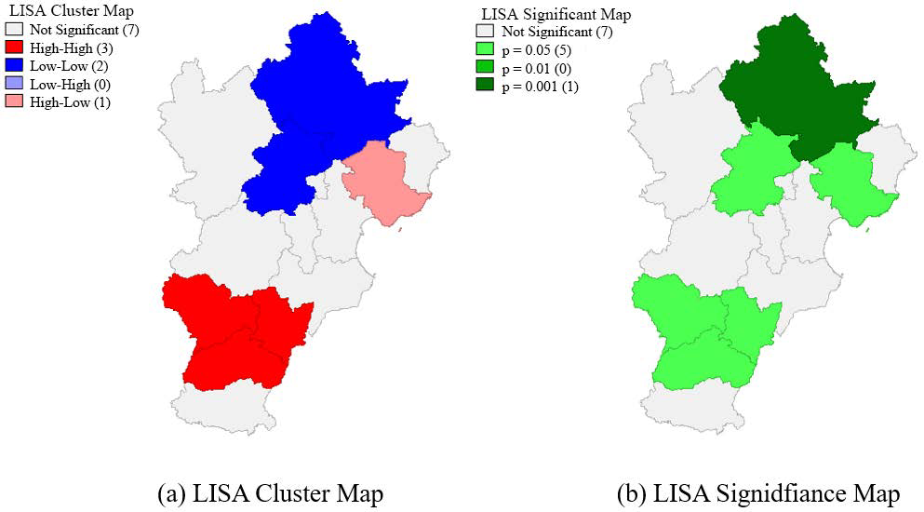 LISA Cluster Map
Not Significant (7)
High-High (3)
Low-Low (2)
Low-High (0)
High-Low (1)
LISA Significant Map
Not Significant (7)
p = 0.05 (5)
p = 0.01 (0)
p = 0.001 (1)
(a) LISA Cluster Map
(b) LISA Signidfiance Map